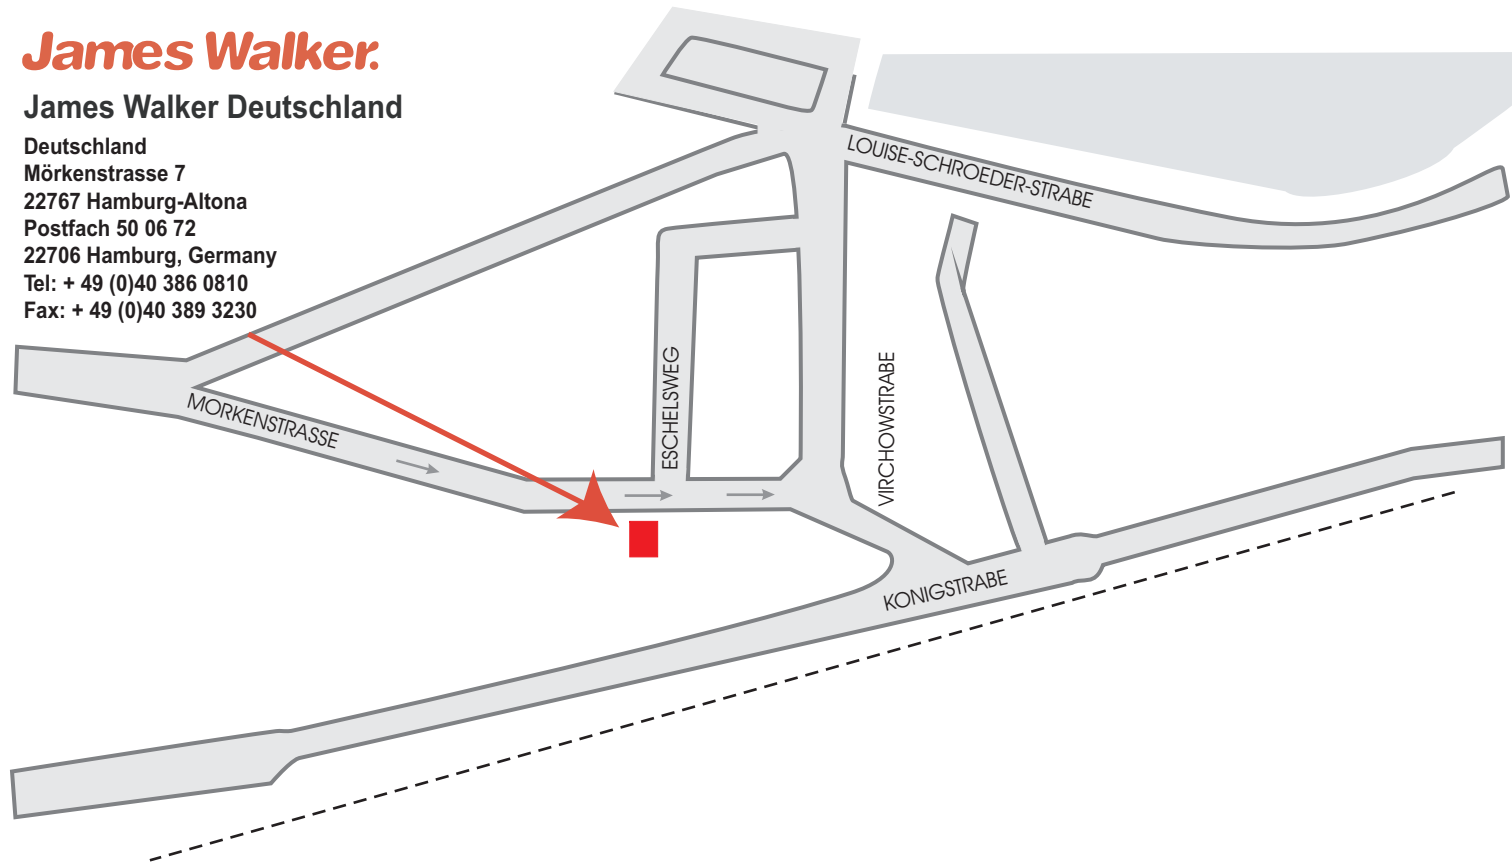 James Walker.
James Walker Deutschland
Deutschland
Mörkenstrasse 7
22767 Hamburg-Altona
Postfach 50 06 72
22706 Hamburg, Germany
Tel: + 49 (0)40 386 0810
Fax: + 49 (0)40 389 3230
LOUISE-SCHROEDER-STRABE
MORKENSTRASSE
ESCHELSWEG
VIRCHOWSTRABE
KONIGSTRABE